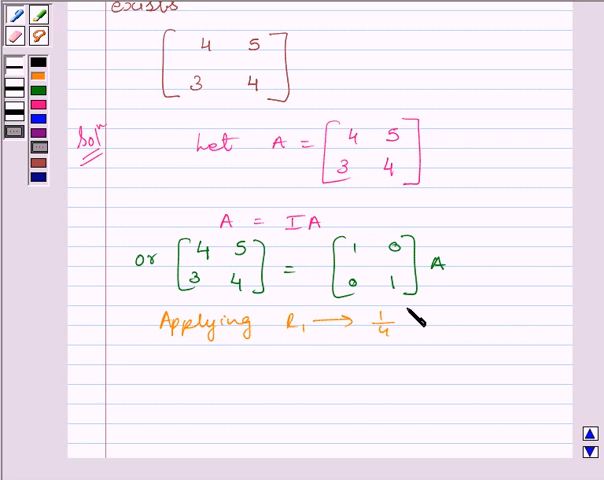 exists
[ 4 5
3 4 ]
Solⁿ Let A = [ 4 5
3 4 ]
A = IA
or [ 4 5
3 4 ] = [ 1 0
0 1 ] A
Applying R₁ → 1/4